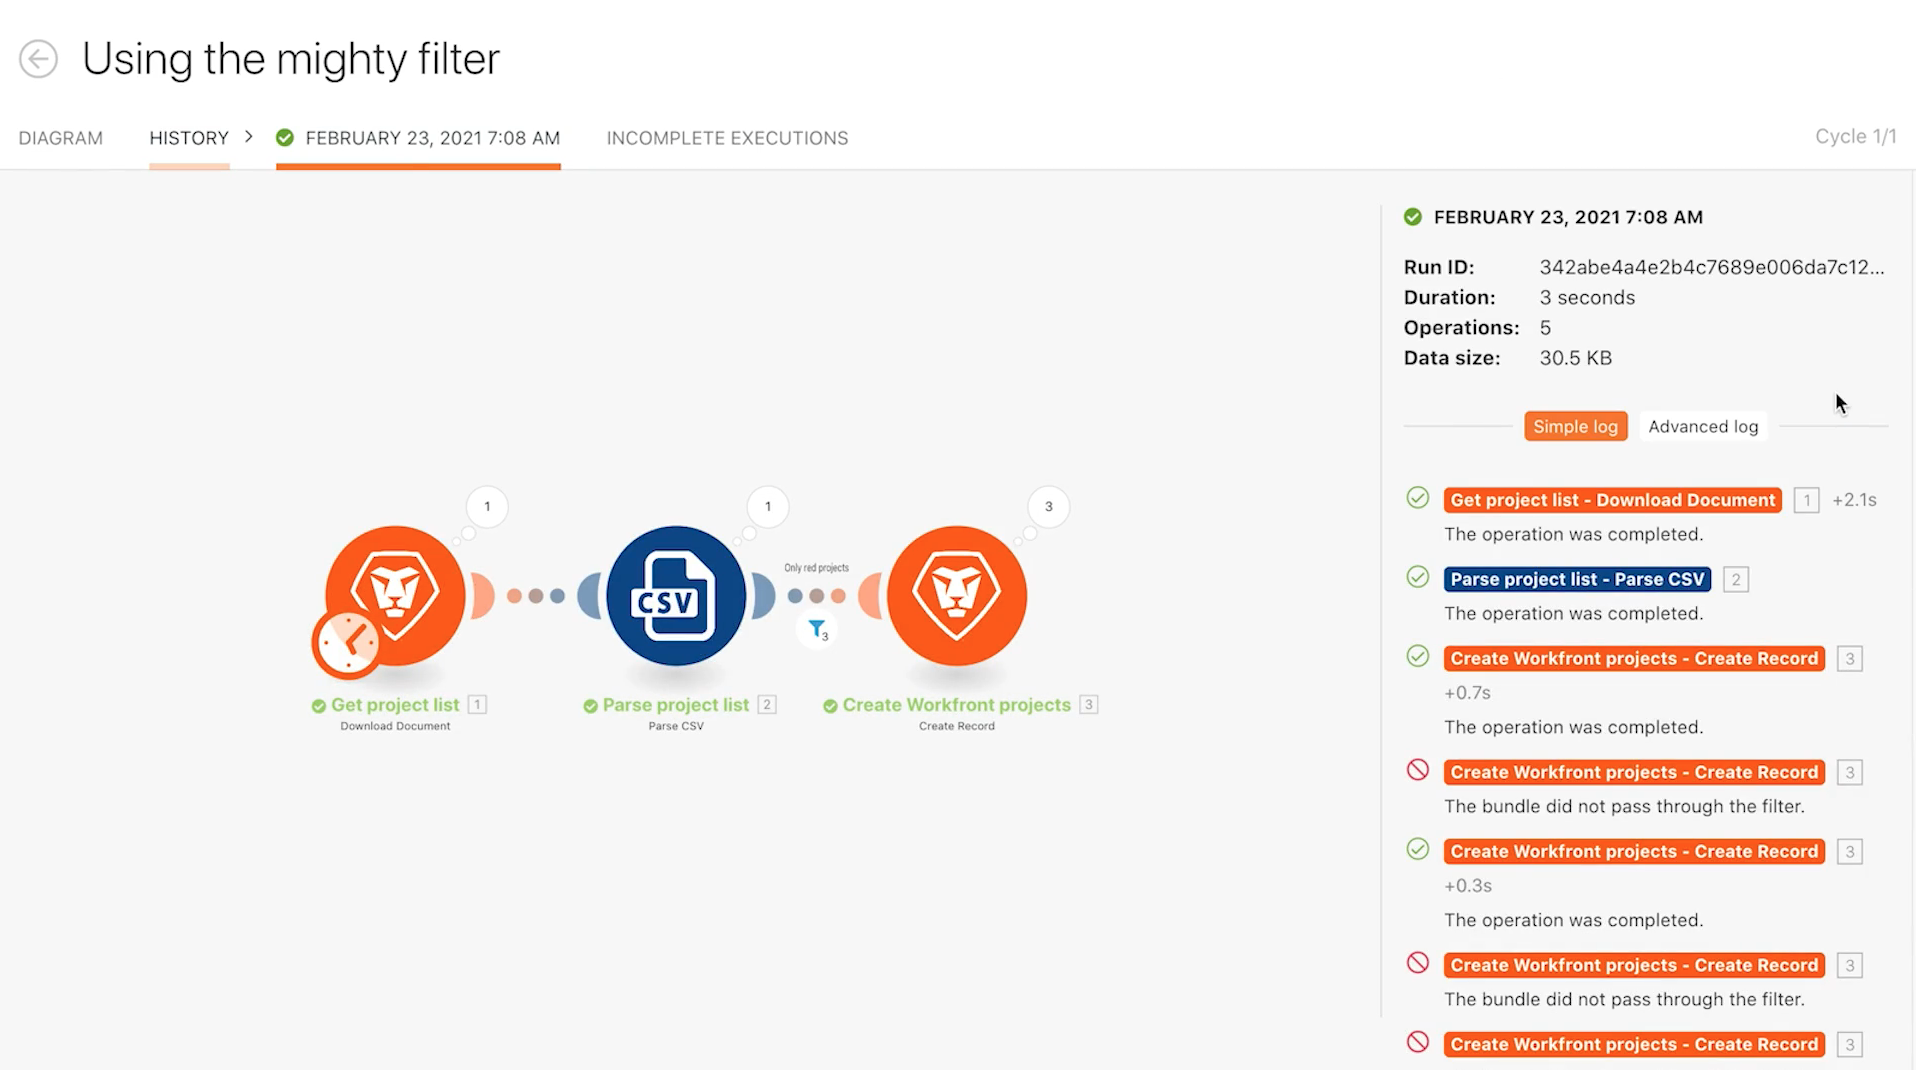 Using the mighty filter
DIAGRAM
HISTORY
FEBRUARY 23, 2021 7:08 AM
INCOMPLETE EXECUTIONS
Cycle 1/1
1
1
3
Only red projects
CSV
3
Get project list 1
Download Document
Parse project list 2
Parse CSV
Create Workfront projects 3
Create Record
FEBRUARY 23, 2021 7:08 AM
Run ID: 342abe4a4e2b4c7689e006da7c12...
Duration: 3 seconds
Operations: 5
Data size: 30.5 KB
Simple log
Advanced log
Get project list - Download Document 1 +2.1s
The operation was completed.
Parse project list - Parse CSV 2
The operation was completed.
Create Workfront projects - Create Record 3
+0.7s
The operation was completed.
Create Workfront projects - Create Record 3
The bundle did not pass through the filter.
Create Workfront projects - Create Record 3
+0.3s
The operation was completed.
Create Workfront projects - Create Record 3
The bundle did not pass through the filter.
Create Workfront projects - Create Record 3